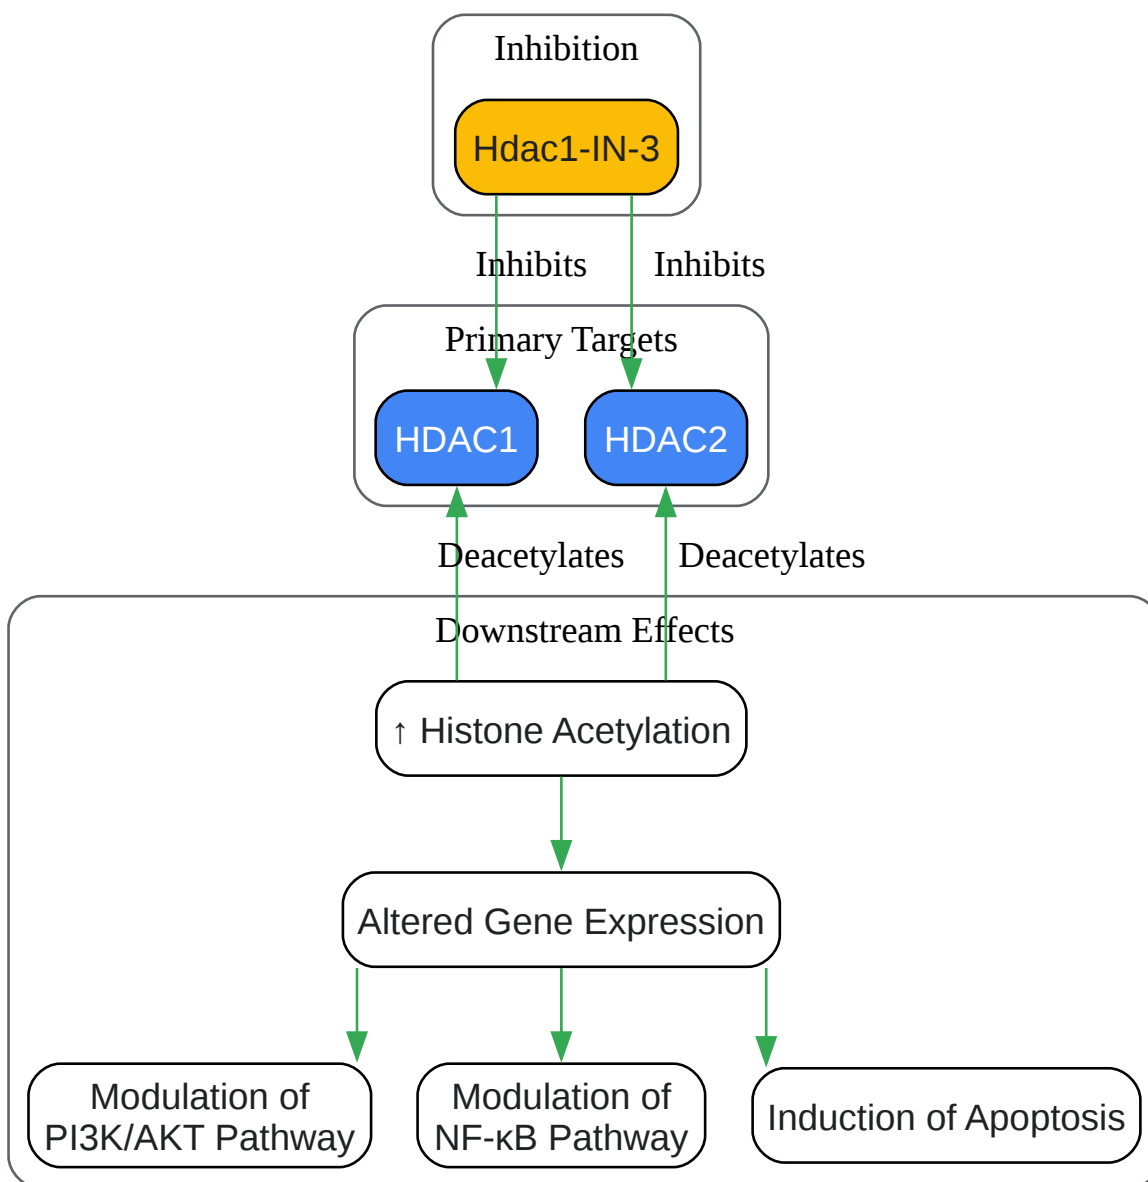 Inhibition
Hdac1-IN-3
Inhibits
Inhibits
Primary Targets
HDAC1
HDAC2
Deacetylates
Deacetylates
Downstream Effects
↑ Histone Acetylation
Altered Gene Expression
Modulation of
PI3K/AKT Pathway
Modulation of
NF-κB Pathway
Induction of Apoptosis